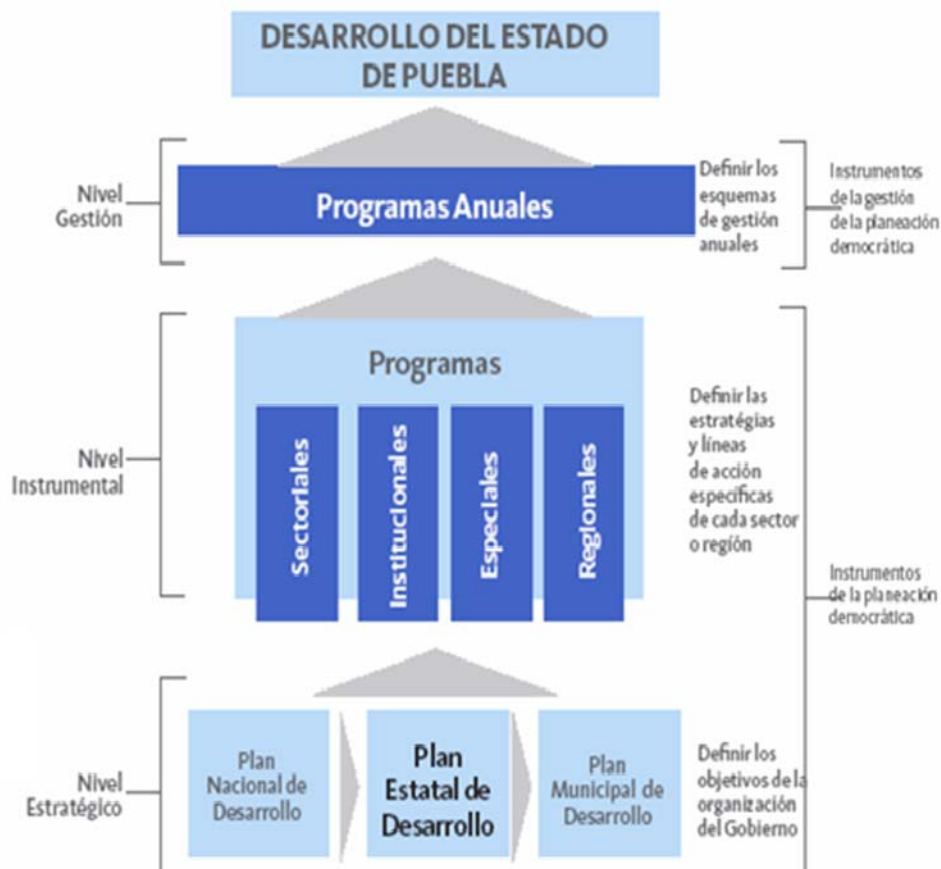 DESARROLLO DEL ESTADO
DE PUEBLA
Nivel
Gestión
Programas Anuales
Definir los
esquemas
de gestión
anuales
Instrumentos
de la gestión
de la planeación
democrática
Nivel
Instrumental
Programas
Sectoriales
Institucionales
Especiales
Regionales
Definir las
estratégias
y líneas
de acción
específicas
de cada sector
o región
Instrumentos
de la planeación
democrática
Nivel
Estratégico
Plan
Nacional de
Desarrollo
Plan
Estatal de
Desarrollo
Plan
Municipal de
Desarrollo
Definir los
objetivos de la
organización
del Gobierno